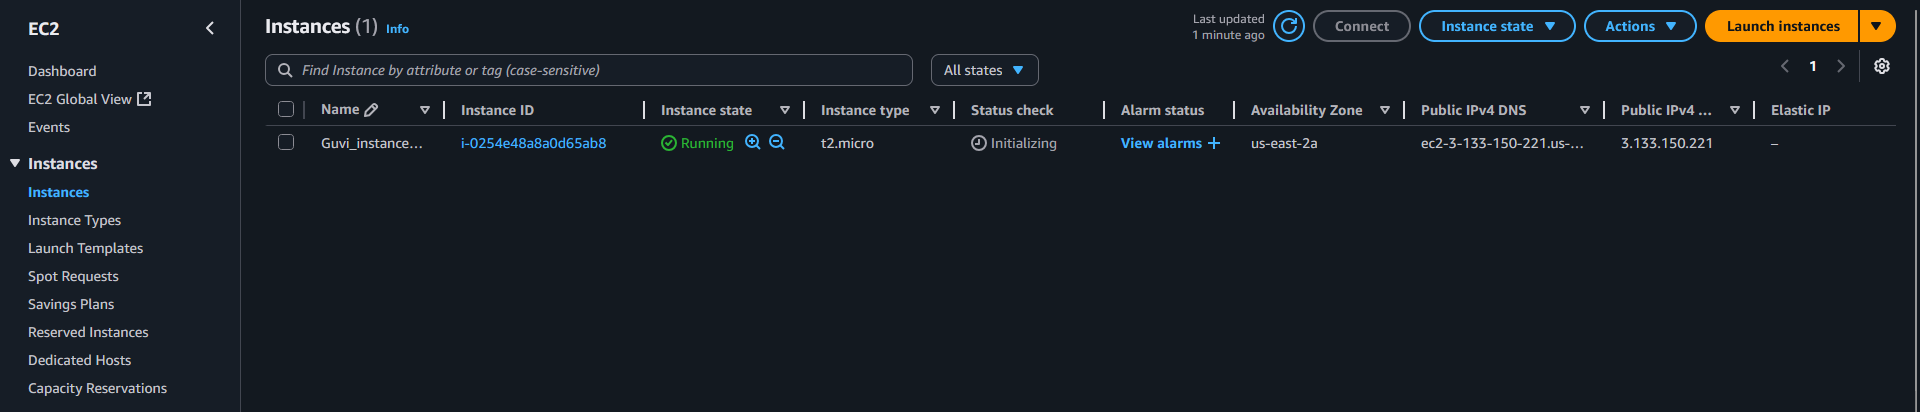 EC2
Dashboard
EC2 Global View
Events
Instances
Instances
Instance Types
Launch Templates
Spot Requests
Savings Plans
Reserved Instances
Dedicated Hosts
Capacity Reservations
Instances (1) Info
Last updated
1 minute ago
Connect
Instance state
Actions
Launch instances
Find Instance by attribute or tag (case-sensitive)
All states
1
Name Instance ID Instance state Instance type Status check Alarm status Availability Zone Public IPv4 DNS Public IPv4 ... Elastic IP
Guvi_instance... i-0254e48a8a0d65ab8 Running t2.micro Initializing View alarms + us-east-2a ec2-3-133-150-221.us-... 3.133.150.221 –